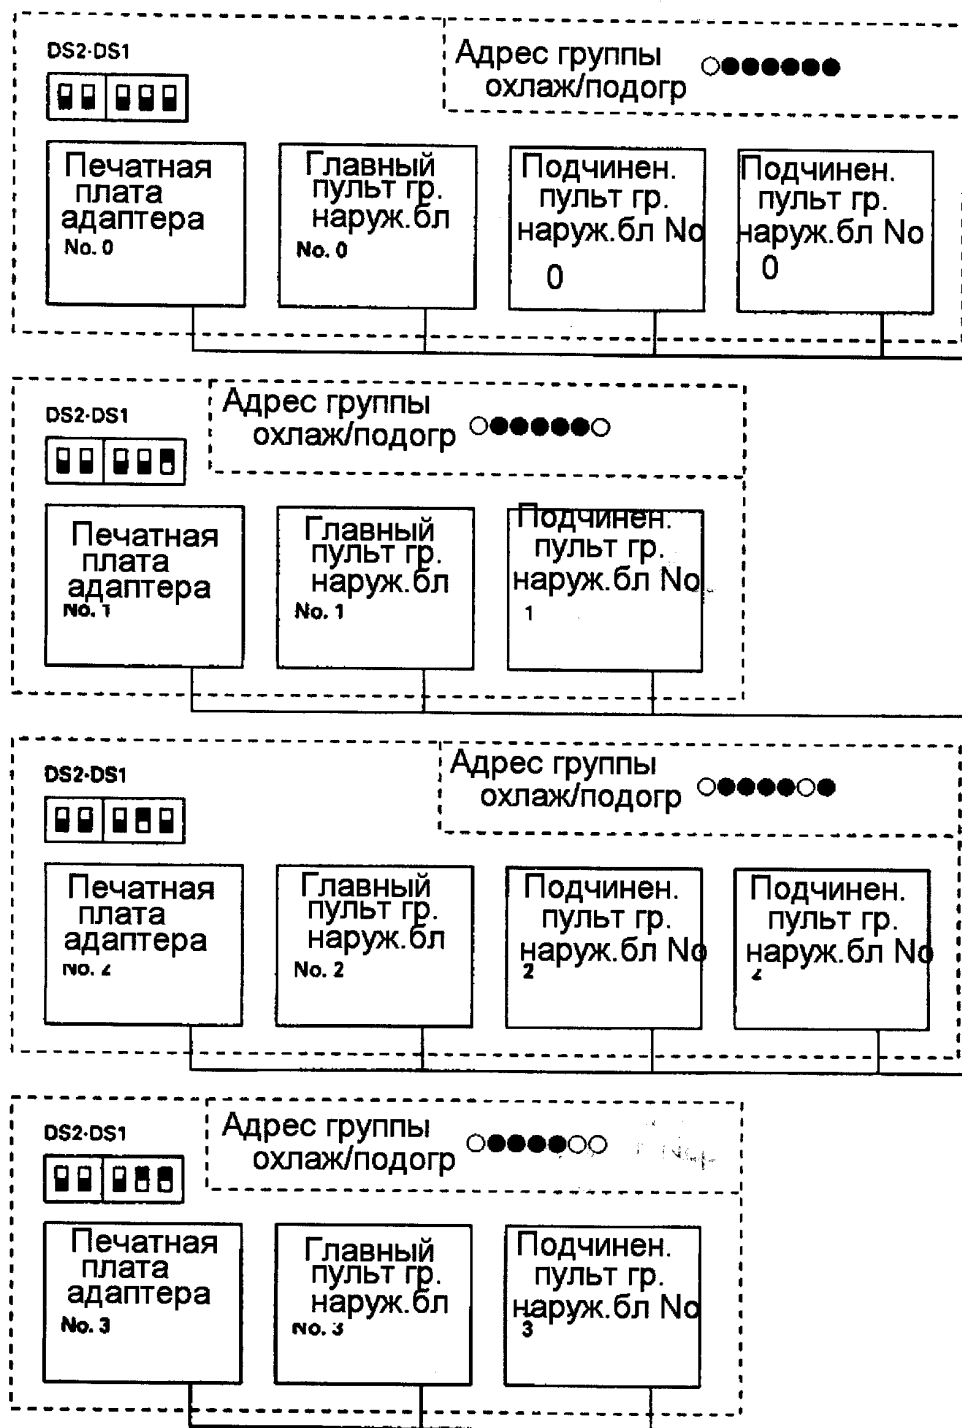 DS2·DS1
Адрес группы
охлаж/подогр
Печатная
плата
адаптера
No. 0
Главный
пульт гр.
наруж.бл
No. 0
Подчинен.
пульт гр.
наруж.бл No
0
Подчинен.
пульт гр.
наруж.бл No
0
DS2·DS1
Адрес группы
охлаж/подогр
Печатная
плата
адаптера
No. 1
Главный
пульт гр.
наруж.бл
No. 1
Подчинен.
пульт гр.
наруж.бл No
1
DS2·DS1
Адрес группы
охлаж/подогр
Печатная
плата
адаптера
No. 2
Главный
пульт гр.
наруж.бл
No. 2
Подчинен.
пульт гр.
наруж.бл No
2
Подчинен.
пульт гр.
наруж.бл No
2
DS2·DS1
Адрес группы
охлаж/подогр
Печатная
плата
адаптера
No. 3
Главный
пульт гр.
наруж.бл
No. 3
Подчинен.
пульт гр.
наруж.бл No
3